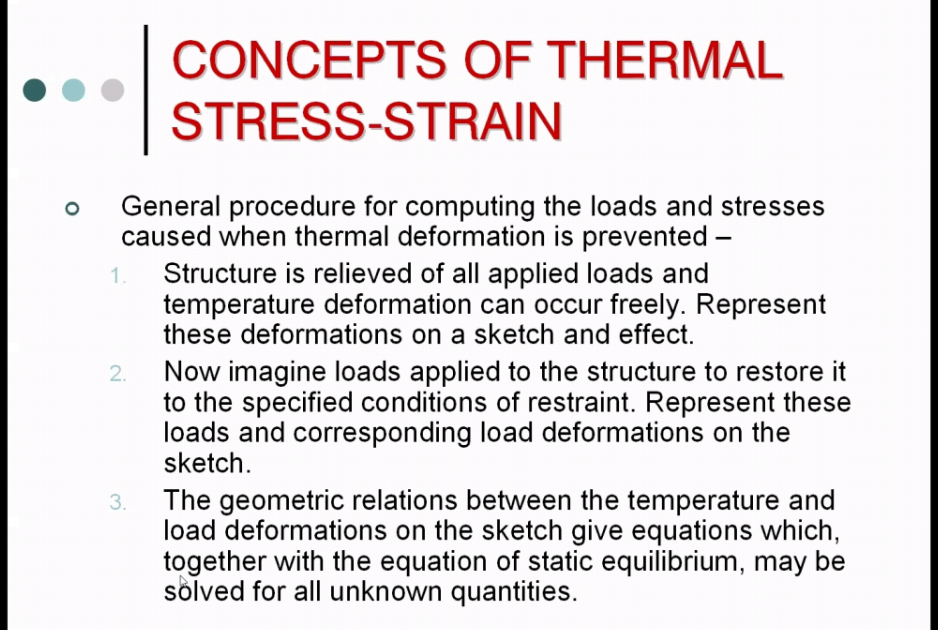 CONCEPTS OF THERMAL
STRESS-STRAIN
General procedure for computing the loads and stresses
caused when thermal deformation is prevented –
1. Structure is relieved of all applied loads and
temperature deformation can occur freely. Represent
these deformations on a sketch and effect.
2. Now imagine loads applied to the structure to restore it
to the specified conditions of restraint. Represent these
loads and corresponding load deformations on the
sketch.
3. The geometric relations between the temperature and
load deformations on the sketch give equations which,
together with the equation of static equilibrium, may be
solved for all unknown quantities.